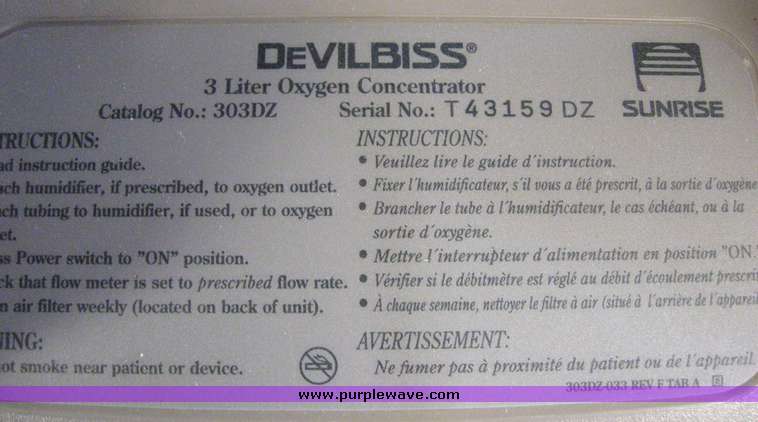 DEVILBISS®
3 Liter Oxygen Concentrator
Catalog No.: 303DZ Serial No.: T43159DZ
SUNRISE
TRUCTIONS:
ad instruction guide.
ach humidifier, if prescribed, to oxygen outlet.
ach tubing to humidifier, if used, or to oxygen
et.
ss Power switch to "ON" position.
ck that flow meter is set to prescribed flow rate.
n air filter weekly (located on back of unit).
NING:
ot smoke near patient or device.
INSTRUCTIONS:
• Veuillez lire le guide d'instruction.
• Fixer l'humidificateur, s'il vous a été prescrit, à la sortie d'oxygène
• Brancher le tube à l'humidificateur, le cas échéant, ou à la
sortie d'oxygène.
• Mettre l'interrupteur d'alimentation en position "ON."
• Vérifier si le débitmètre est réglé au débit d'écoulement prescri
• À chaque semaine, nettoyer le filtre à air (situé à l'arrière de l'appareil
AVERTISSEMENT:
Ne fumer pas à proximité du patient ou de l'appareil.
303DZ-033 REV F TAB A
www.purplewave.com